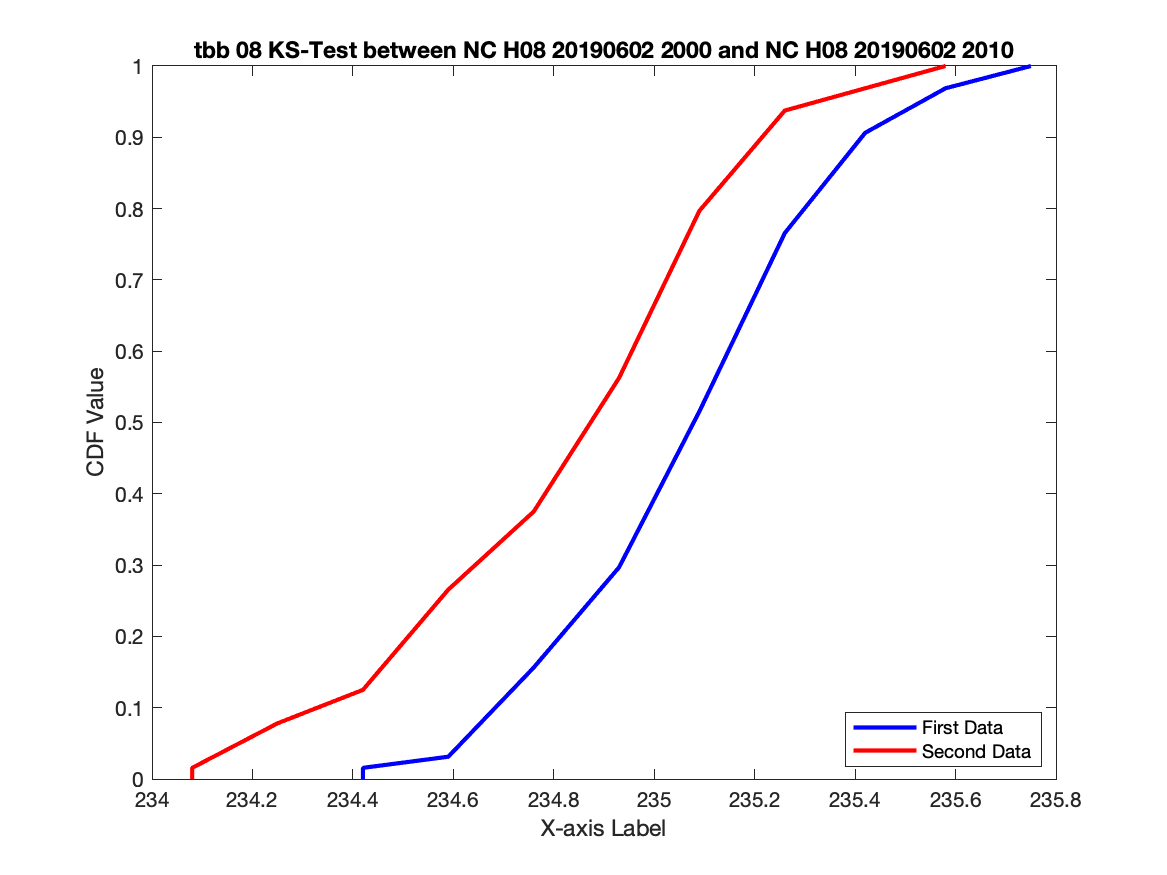 tbb 08 KS-Test between NC H08 20190602 2000 and NC H08 20190602 2010
1
0.9
0.8
0.7
0.6
0.5
0.4
0.3
0.2
0.1
0
CDF Value
First Data
Second Data
234 234.2 234.4 234.6 234.8 235 235.2 235.4 235.6 235.8
X-axis Label